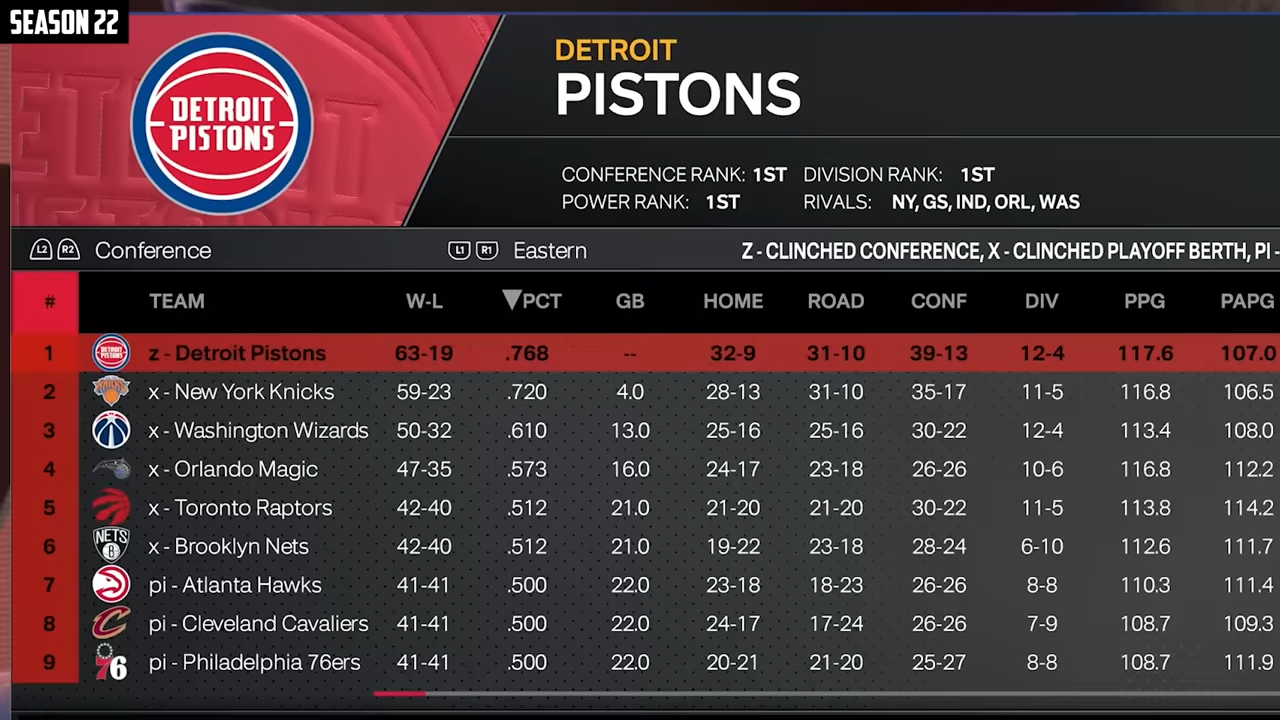 SEASON 22
DETROIT
PISTONS
DETROIT
PISTONS
CONFERENCE RANK: 1ST DIVISION RANK: 1ST
POWER RANK: 1ST RIVALS: NY, GS, IND, ORL, WAS
L2 R2 Conference L1 R1 Eastern Z - CLINCHED CONFERENCE, X - CLINCHED PLAYOFF BERTH, PI -
# TEAM W-L ▼PCT GB HOME ROAD CONF DIV PPG PAPG
1 z - Detroit Pistons 63-19 .768 -- 32-9 31-10 39-13 12-4 117.6 107.0
2 x - New York Knicks 59-23 .720 4.0 28-13 31-10 35-17 11-5 116.8 106.5
3 x - Washington Wizards 50-32 .610 13.0 25-16 25-16 30-22 12-4 113.4 108.0
4 x - Orlando Magic 47-35 .573 16.0 24-17 23-18 26-26 10-6 116.8 112.2
5 x - Toronto Raptors 42-40 .512 21.0 21-20 21-20 30-22 11-5 113.8 114.2
6 x - Brooklyn Nets 42-40 .512 21.0 19-22 23-18 28-24 6-10 112.6 111.7
7 pi - Atlanta Hawks 41-41 .500 22.0 23-18 18-23 26-26 8-8 110.3 111.4
8 pi - Cleveland Cavaliers 41-41 .500 22.0 24-17 17-24 26-26 7-9 108.7 109.3
9 pi - Philadelphia 76ers 41-41 .500 22.0 20-21 21-20 25-27 8-8 108.7 111.9